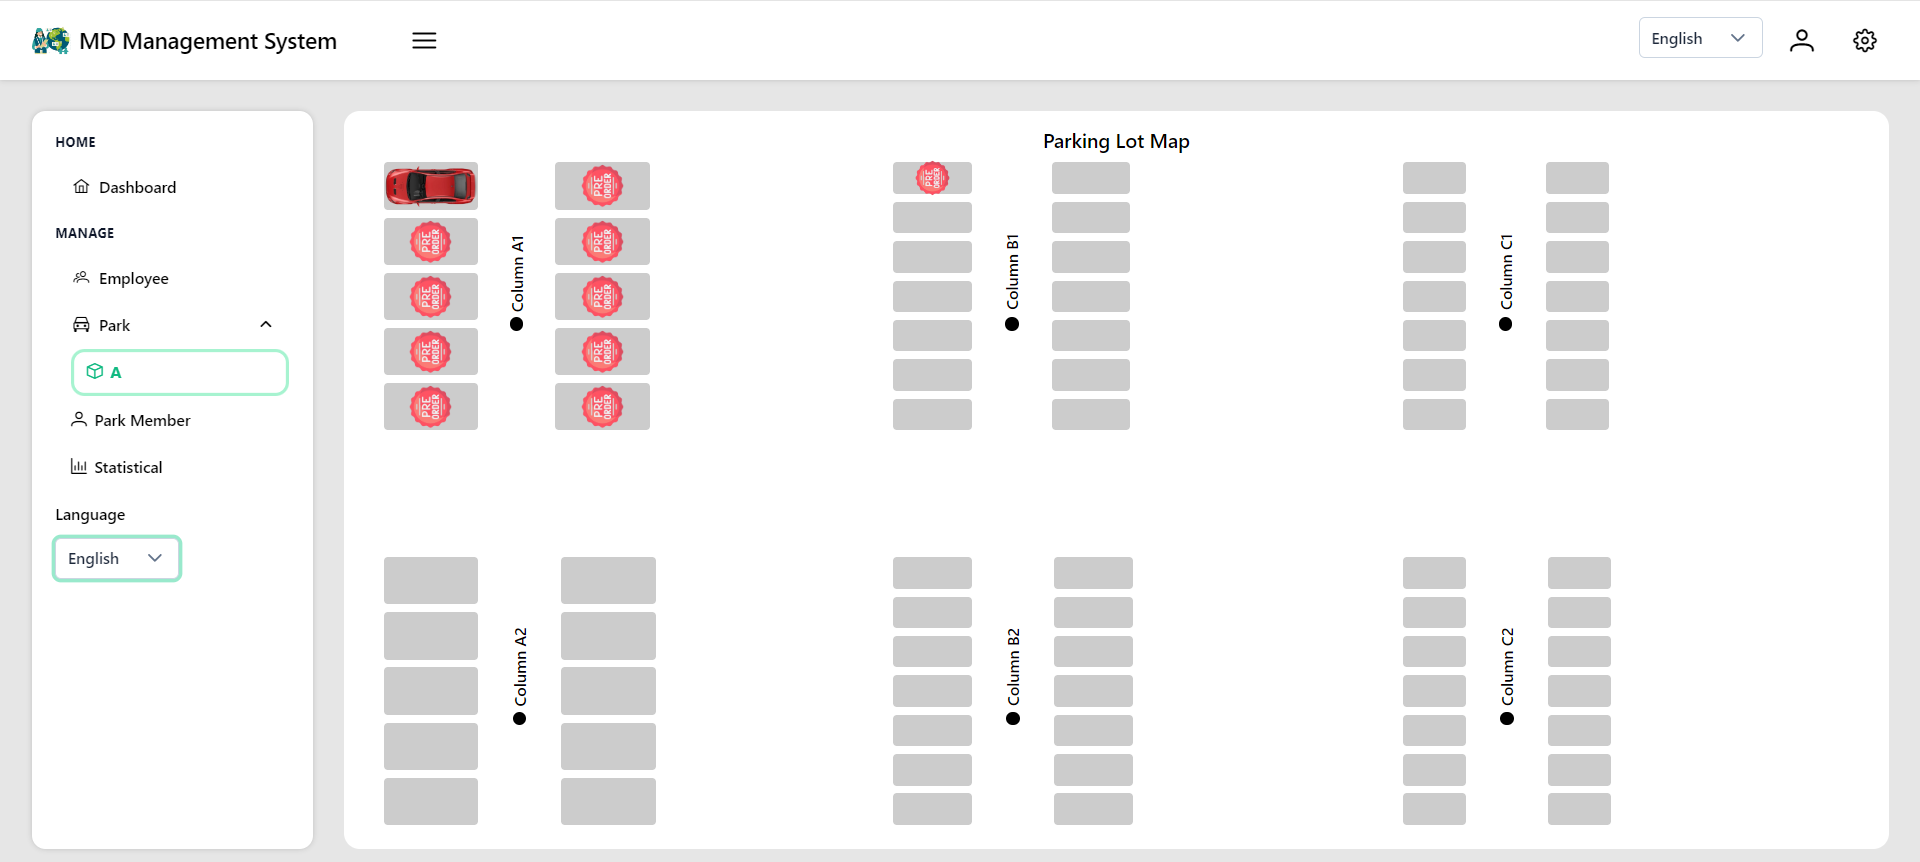 MD Management System
English
HOME
Dashboard
MANAGE
Employee
Park
A
Park Member
Statistical
Language
English
Parking Lot Map
PRE ORDER
PRE ORDER
PRE ORDER
PRE ORDER
PRE ORDER
PRE ORDER
PRE ORDER
PRE ORDER
PRE ORDER
Column A1
PRE ORDER
Column B1
Column C1
Column A2
Column B2
Column C2